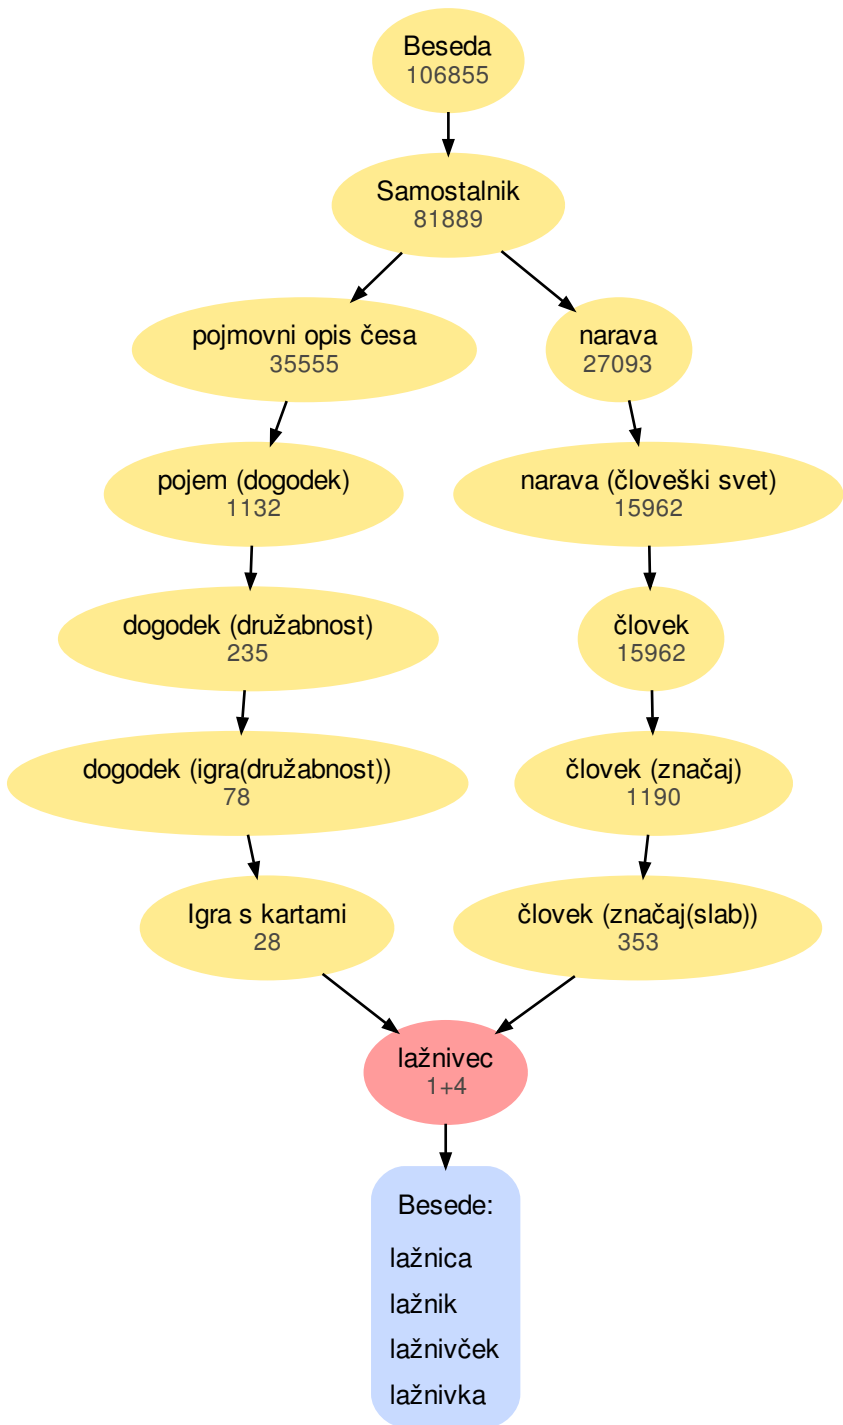 Beseda
106855
Samostalnik
81889
pojmovni opis česa
35555
narava
27093
pojem (dogodek)
1132
narava (človeški svet)
15962
dogodek (družabnost)
235
človek
15962
dogodek (igra(družabnost))
78
človek (značaj)
1190
Igra s kartami
28
človek (značaj(slab))
353
lažnivec
1+4
Besede:
lažnica
lažnik
lažnivček
lažnivka